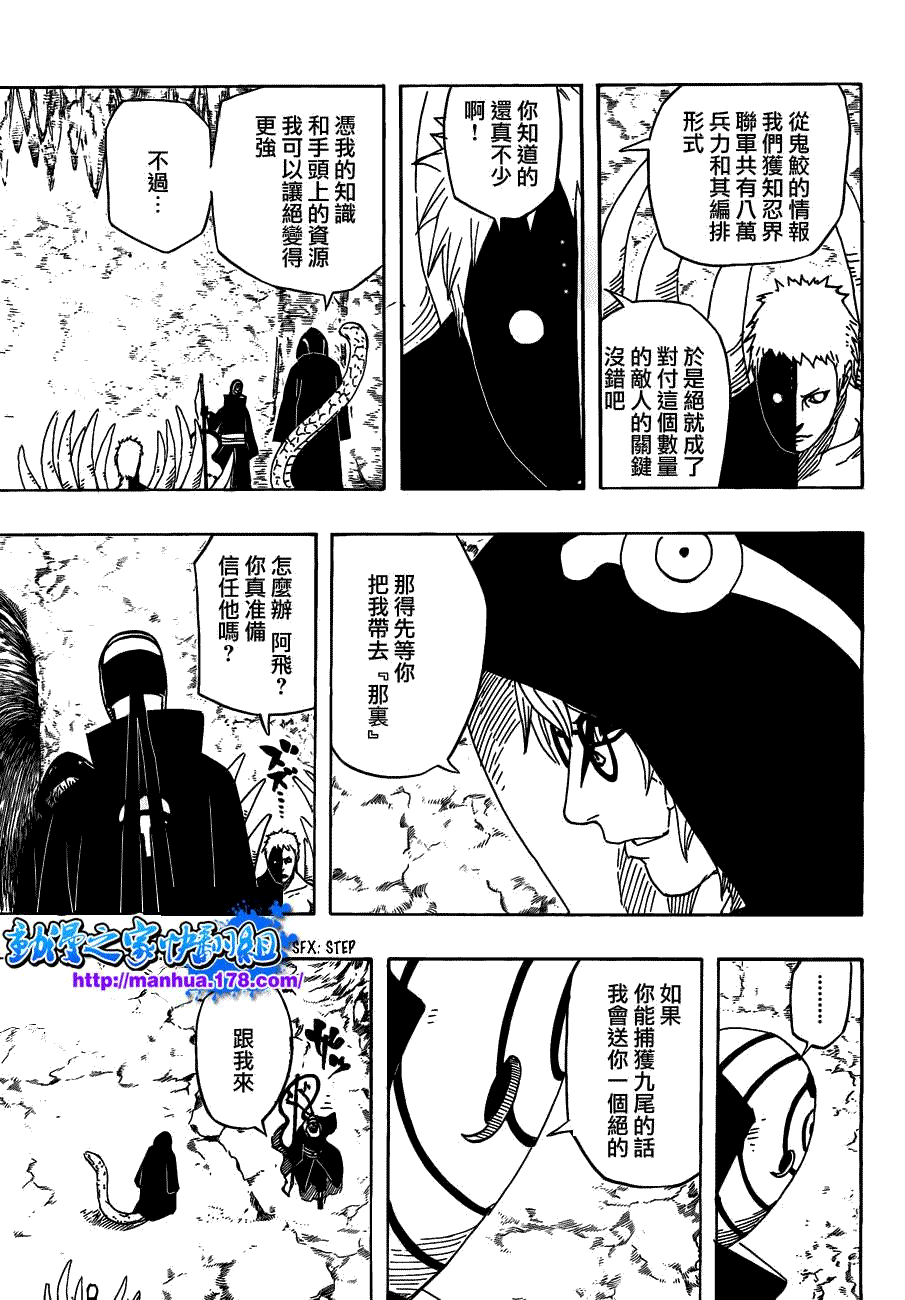 從鬼鮫的情報
我們獲知忍界
聯軍共有八萬
兵力和其編排
形式
於是絕就成了
對付這個數量
的敵人的關鍵
沒錯吧
你知道的
還真不少
啊！
憑我的知識
和手頭上的資源
我可以讓絕變得
更強
不過…
那得先等你
把我帶去『那裏』
怎麼辦 阿飛？
你真准備
信任他嗎？
ズズ…
動漫之家漢化組
http://manhua.178.com/
SFX: STEP
………
如果
你能捕獲九尾的話
我會送你一個絕的
跟我來
ザッ